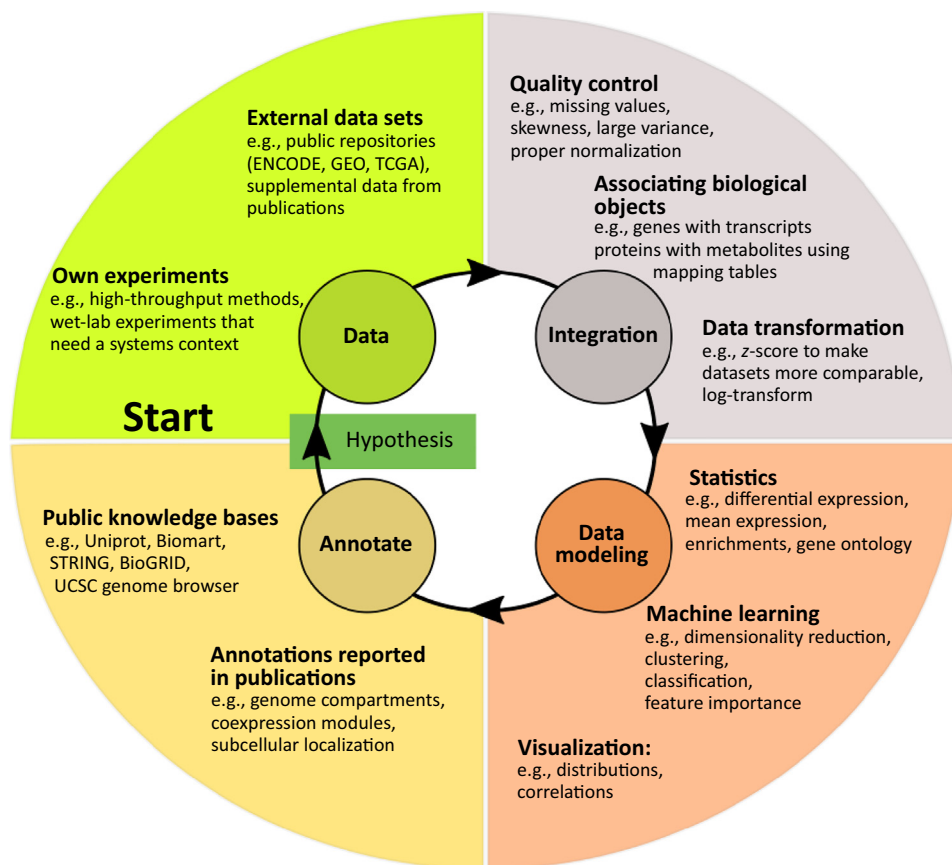 External data sets
e.g., public repositories
(ENCODE, GEO, TCGA),
supplemental data from
publications
Own experiments
e.g., high-throughput methods,
wet-lab experiments that
need a systems context
Start
Data
Quality control
e.g., missing values,
skewness, large variance,
proper normalization
Associating biological
objects
e.g., genes with transcripts
proteins with metabolites using
mapping tables
Integration
Data transformation
e.g., z-score to make
datasets more comparable,
log-transform
Hypothesis
Statistics
e.g., differential expression,
mean expression,
enrichments, gene ontology
Data
modeling
Machine learning
e.g., dimensionality reduction,
clustering,
classification,
feature importance
Visualization:
e.g., distributions,
correlations
Annotate
Public knowledge bases
e.g., Uniprot, Biomart,
STRING, BioGRID,
UCSC genome browser
Annotations reported
in publications
e.g., genome compartments,
coexpression modules,
subcellular localization